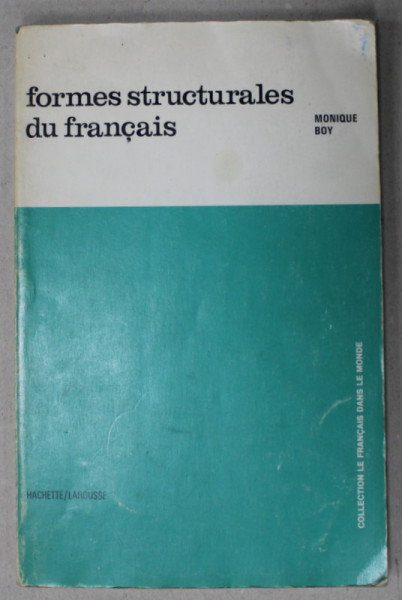 formes structurales
du français
MONIQUE
BOY
COLLECTION LE FRANÇAIS DANS LE MONDE
HACHETTE/LAROUSSE